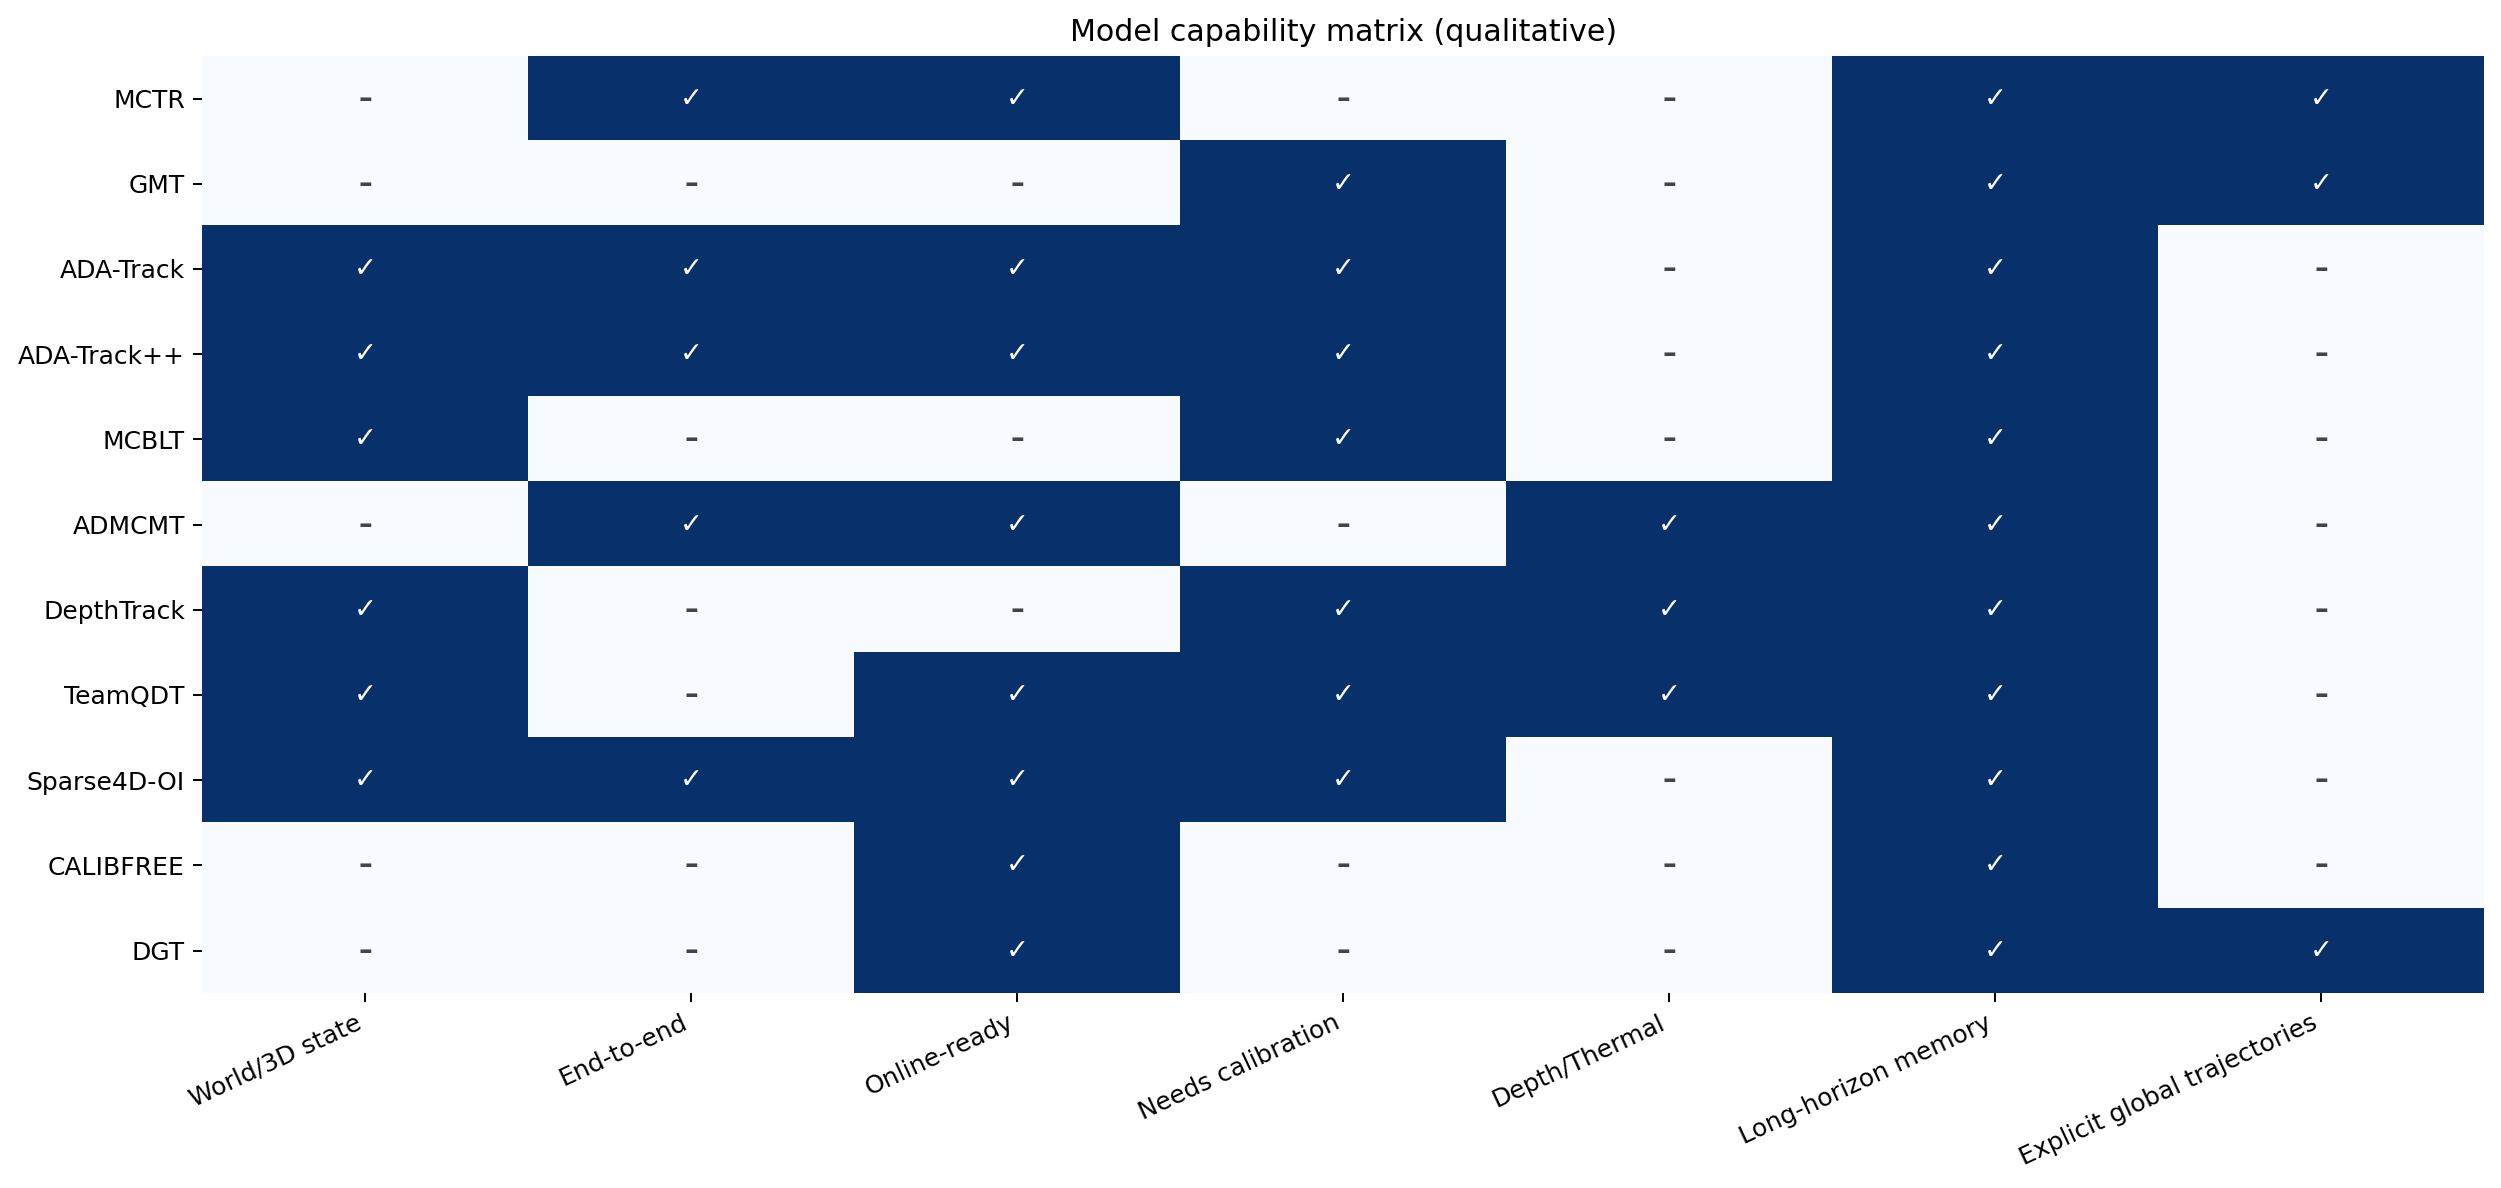 Model capability matrix (qualitative)
MCTR – ✓ ✓ – – ✓ ✓
GMT – – – ✓ – ✓ ✓
ADA-Track ✓ ✓ ✓ ✓ – ✓ –
ADA-Track++ ✓ ✓ ✓ ✓ – ✓ –
MCBLT ✓ – – ✓ – ✓ –
ADMCMT – ✓ ✓ – ✓ ✓ –
DepthTrack ✓ – – ✓ ✓ ✓ –
TeamQDT ✓ – ✓ ✓ ✓ ✓ –
Sparse4D-OI ✓ ✓ ✓ ✓ – ✓ –
CALIBFREE – – ✓ – – ✓ –
DGT – – ✓ – – ✓ ✓
World/3D state
End-to-end
Online-ready
Needs calibration
Depth/Thermal
Long-horizon memory
Explicit global trajectories